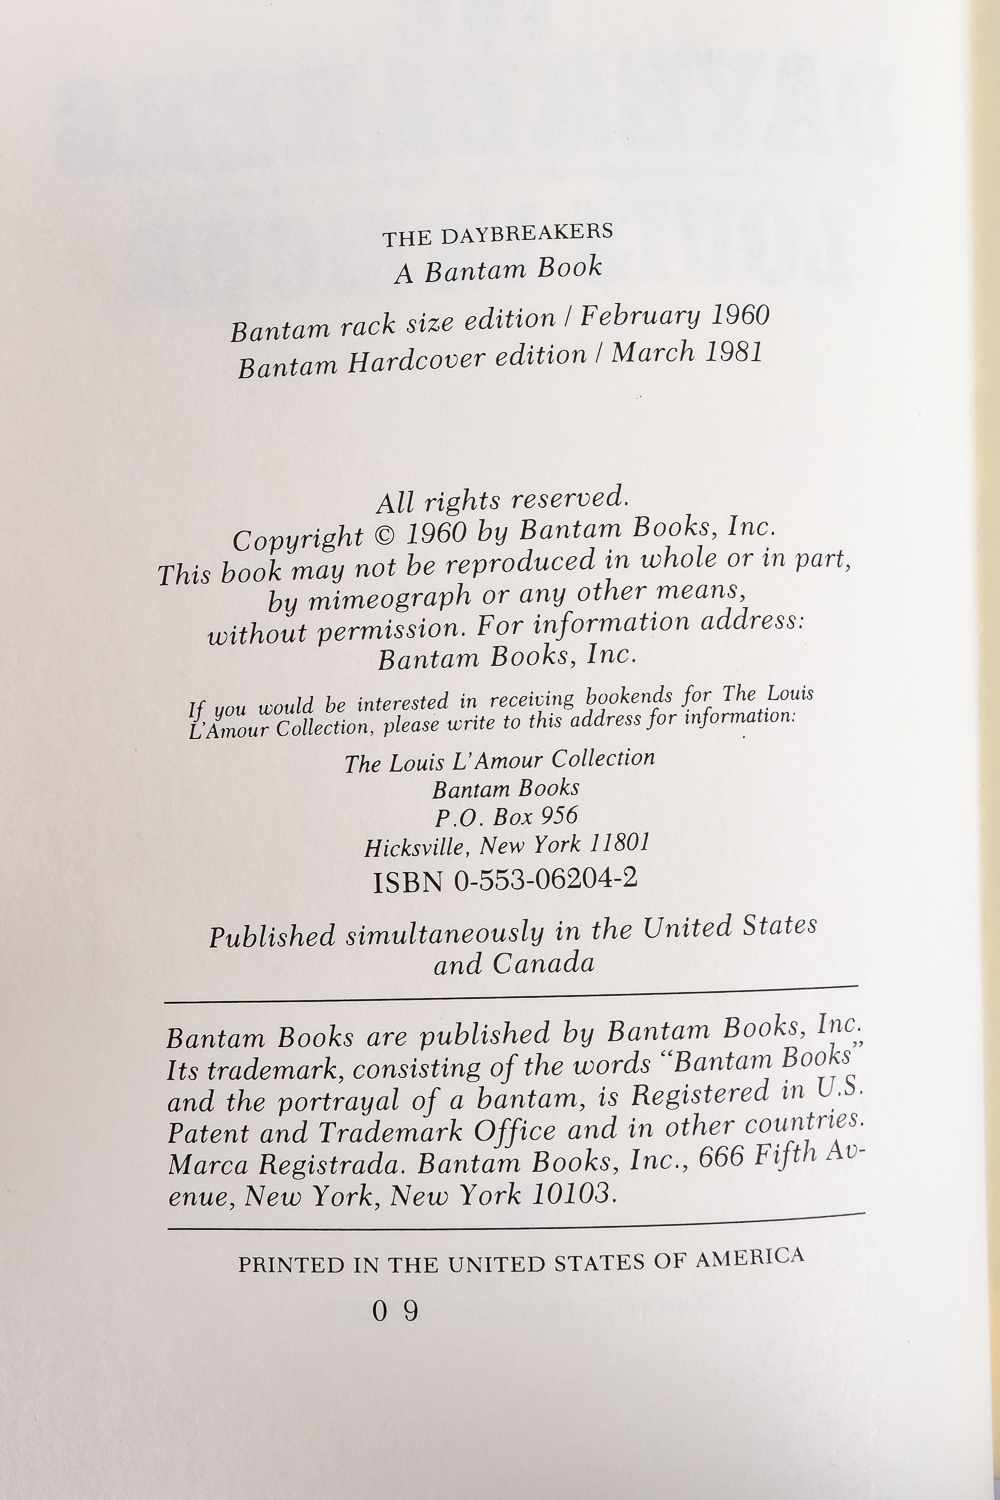 THE DAYBREAKERS
A Bantam Book
Bantam rack size edition / February 1960
Bantam Hardcover edition / March 1981
All rights reserved.
Copyright © 1960 by Bantam Books, Inc.
This book may not be reproduced in whole or in part,
by mimeograph or any other means,
without permission. For information address:
Bantam Books, Inc.
If you would be interested in receiving bookends for The Louis
L'Amour Collection, please write to this address for information:
The Louis L'Amour Collection
Bantam Books
P.O. Box 956
Hicksville, New York 11801
ISBN 0-553-06204-2
Published simultaneously in the United States
and Canada
Bantam Books are published by Bantam Books, Inc.
Its trademark, consisting of the words “Bantam Books”
and the portrayal of a bantam, is Registered in U.S.
Patent and Trademark Office and in other countries.
Marca Registrada. Bantam Books, Inc., 666 Fifth Av-
enue, New York, New York 10103.
PRINTED IN THE UNITED STATES OF AMERICA
0 9